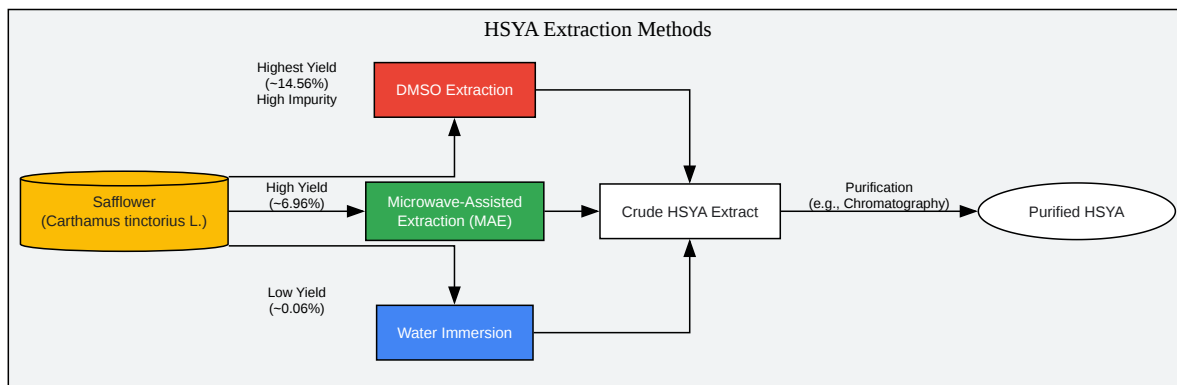 HSYA Extraction Methods
Highest Yield
(~14.56%)
High Impurity
DMSO Extraction
Safflower
(Carthamus tinctorius L.)
High Yield
(~6.96%)
Microwave-Assisted
Extraction (MAE)
Crude HSYA Extract
Purification
(e.g., Chromatography)
Purified HSYA
Low Yield
(~0.06%)
Water Immersion